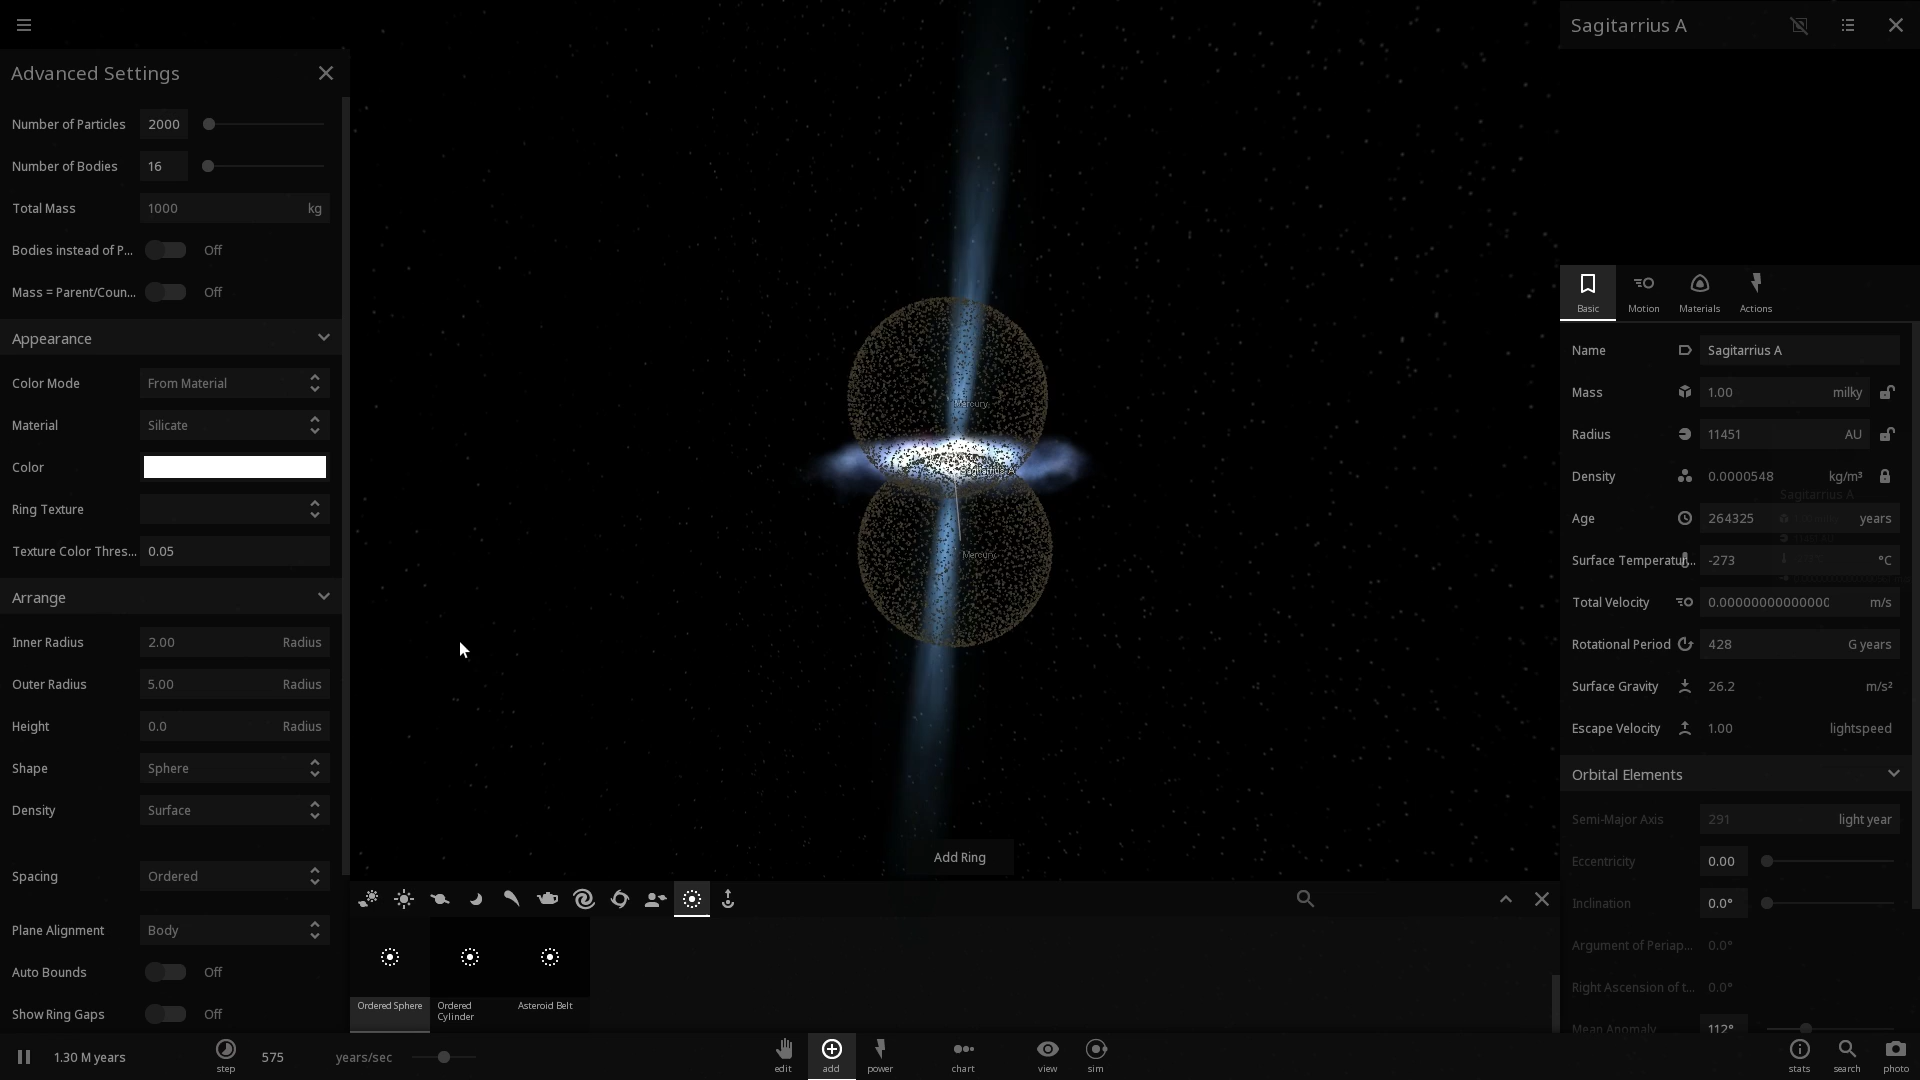 Advanced Settings
Number of Particles 2000
Number of Bodies 16
Total Mass 1000 kg
Bodies instead of P... Off
Mass = Parent/Coun... Off
Appearance
Color Mode From Material
Material Silicate
Color
Ring Texture
Texture Color Thres... 0.05
Arrange
Inner Radius 2.00 Radius
Outer Radius 5.00 Radius
Height 0.0 Radius
Shape Sphere
Density Surface
Spacing Ordered
Plane Alignment Body
Auto Bounds Off
Show Ring Gaps Off
Mercury
Sagitarrius A
Mercury
Add Ring
Ordered Sphere
Ordered Cylinder
Asteroid Belt
Sagitarrius A
Basic Motion Materials Actions
Name Sagitarrius A
Mass 1.00 milky
Radius 11451 AU
Density 0.0000548 kg/m³
Sagitarrius A
Age 264325 years
Surface Temperatur... -273 °C
Total Velocity 0.00000000000000 m/s
Rotational Period 428 G years
Surface Gravity 26.2 m/s²
Escape Velocity 1.00 lightspeed
Orbital Elements
Semi-Major Axis 291 light year
Eccentricity 0.00
Inclination 0.0°
Argument of Periap... 0.0°
Right Ascension of t... 0.0°
Mean Anomaly 112°
1.30 M years
step
575 years/sec
edit add power chart view sim
stats search photo